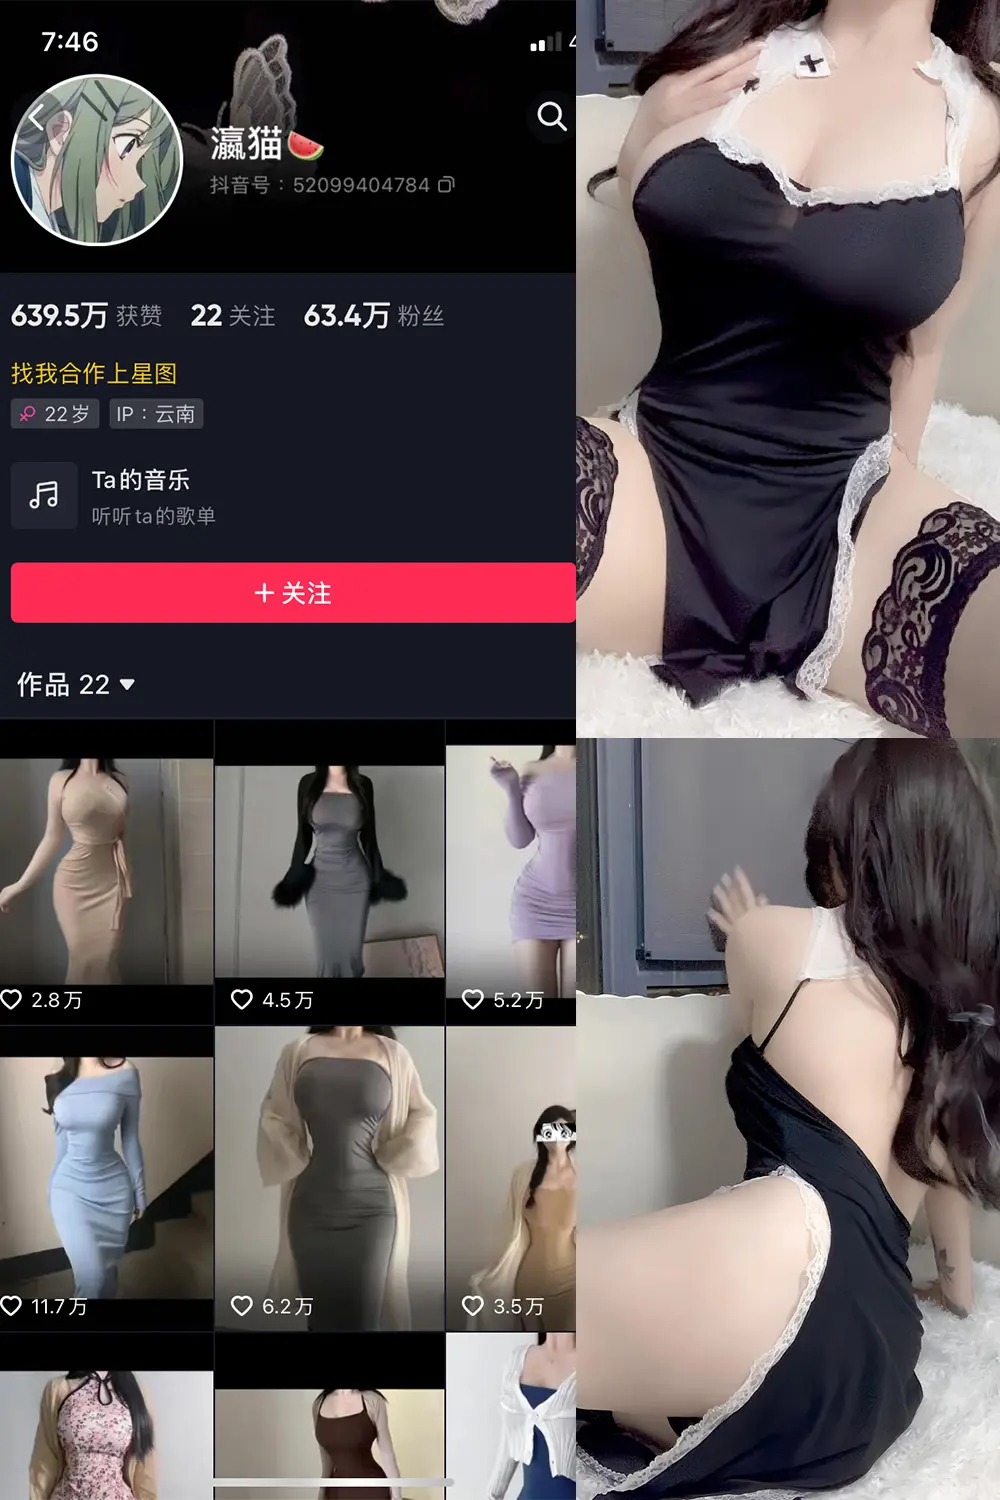 7:46
瀛猫🍉
抖音号：52099404784
639.5万 获赞 22 关注 63.4万 粉丝
找我合作上星图
22岁 IP：云南
Ta的音乐
听听ta的歌单
+ 关注
作品 22
2.8万 4.5万 5.2万
11.7万 6.2万 3.5万